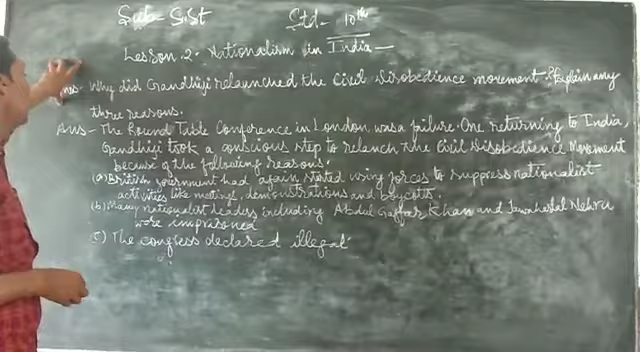 Sub- S.St Std- 10th
Lesson 2. Nationalism in India —
Ques- Why did Gandhiji relaunched the Civil Disobedience movement? Explain any
three reasons.
Ans - The Round Table Conference in London was a failure. One returning to India,
Gandhiji took a conscious step to relanch the Civil Disobedience Movement
because of the following reasons.
(a) British government had again started using forces to suppress nationalist
activities like meetings, demonstrations and boycotts.
(b) Many nationalist leaders including Abdul Gaffar Khan and Jawaharlal Nehru
were imprisoned
(c) The congress declared illegal